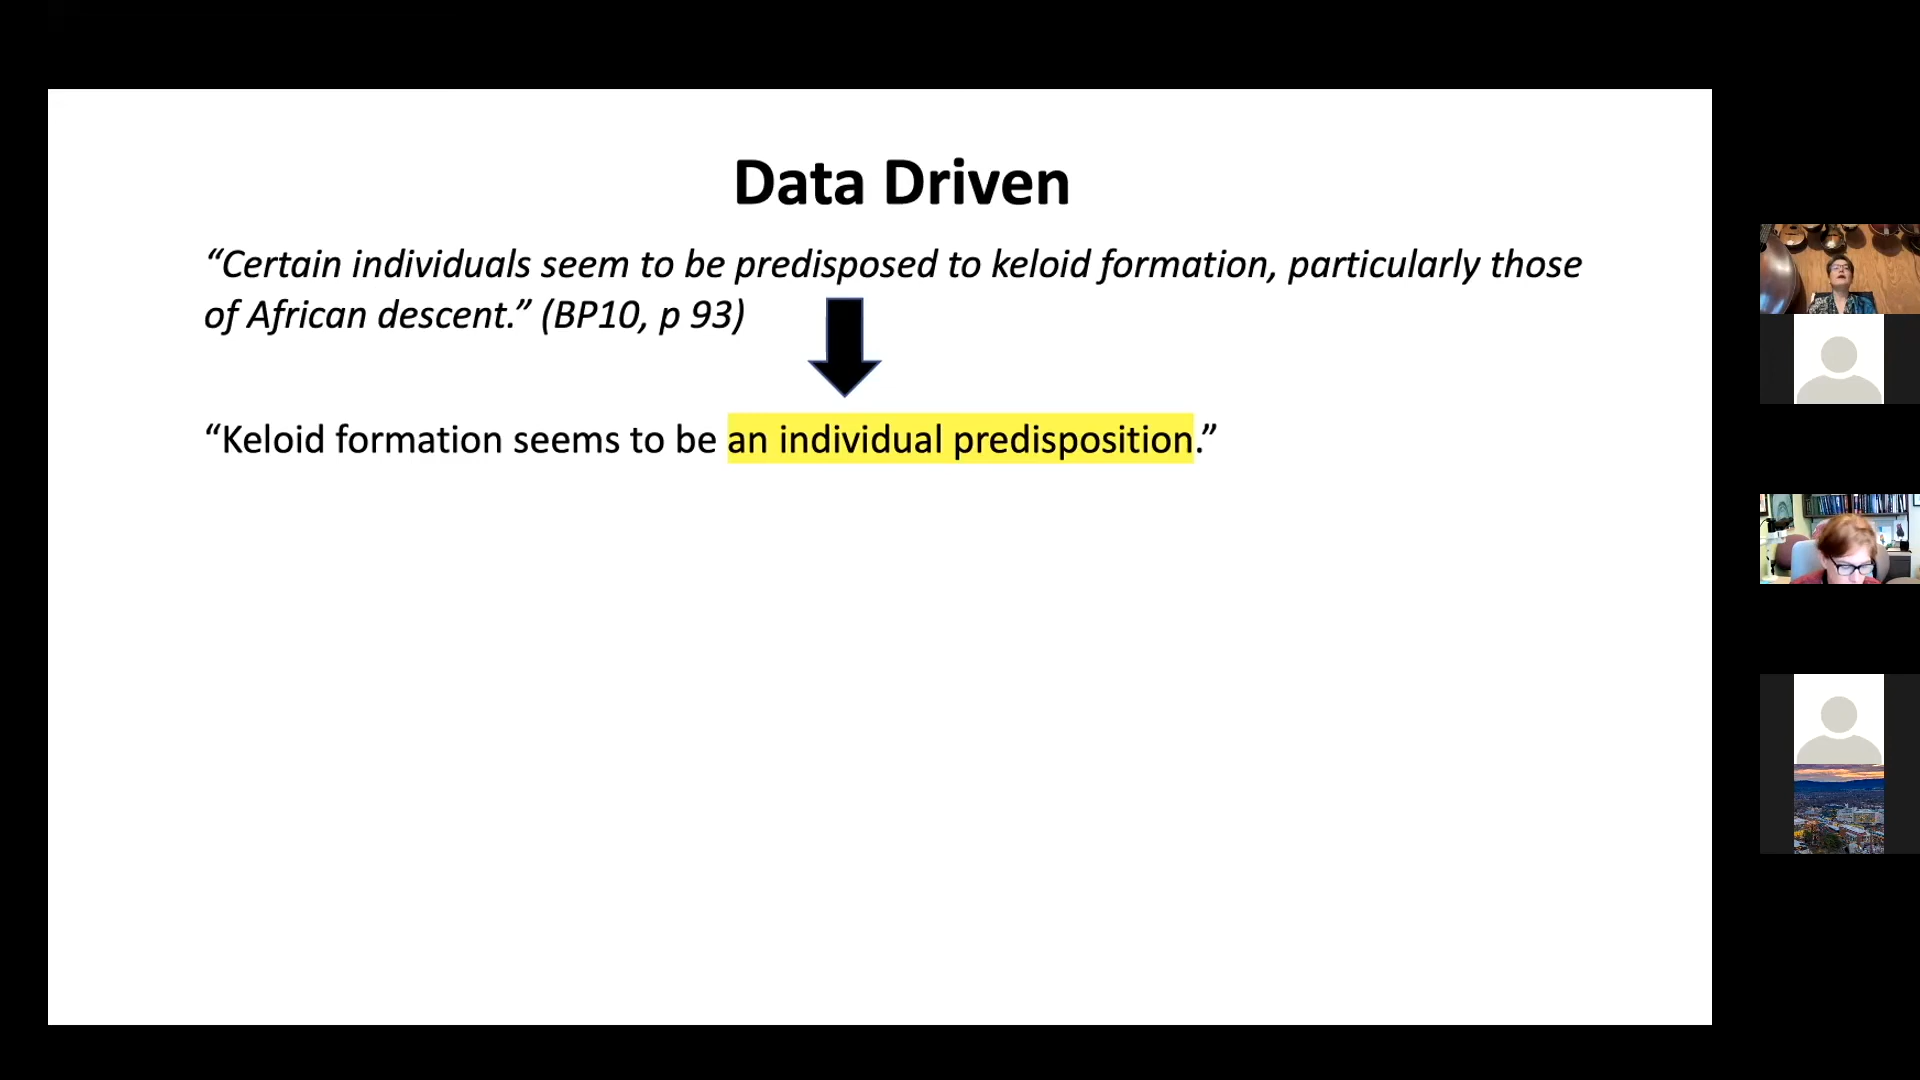 Data Driven
“Certain individuals seem to be predisposed to keloid formation, particularly those
of African descent.” (BP10, p 93)
“Keloid formation seems to be an individual predisposition.”